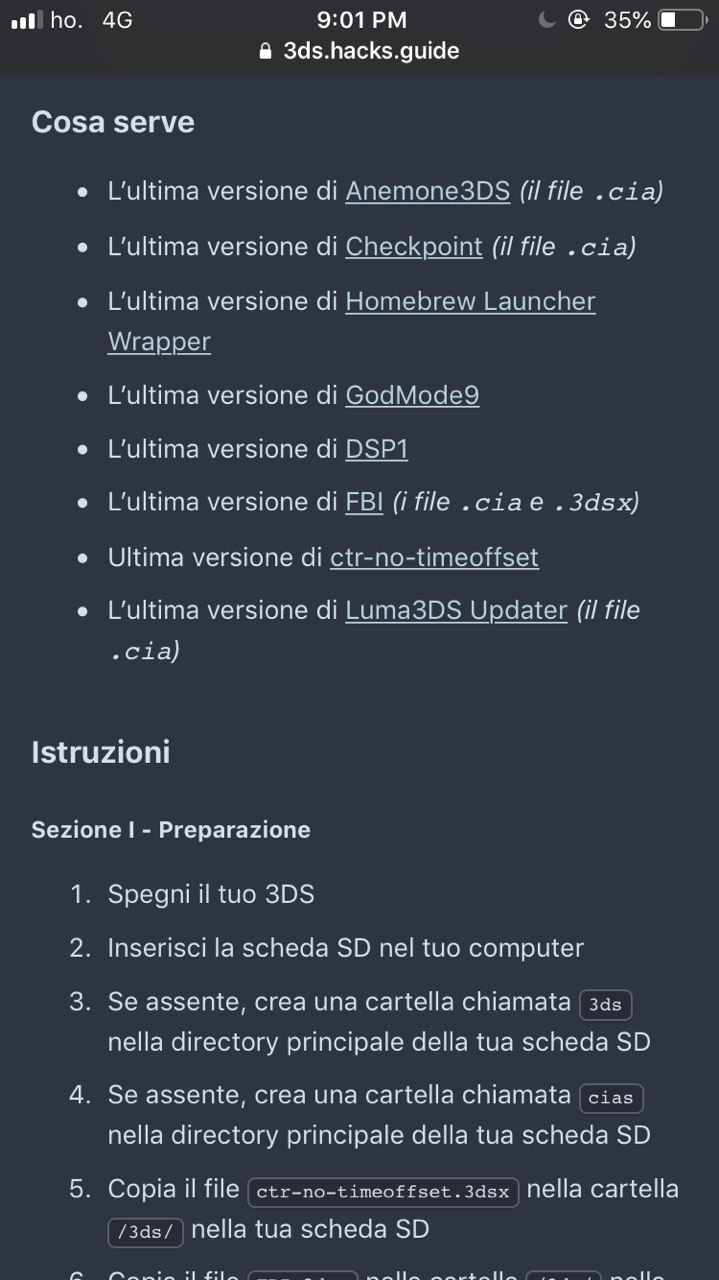 ho. 4G 9:01 PM 35%
3ds.hacks.guide
Cosa serve
• L’ultima versione di Anemone3DS (il file .cia)
• L’ultima versione di Checkpoint (il file .cia)
• L’ultima versione di Homebrew Launcher
Wrapper
• L’ultima versione di GodMode9
• L’ultima versione di DSP1
• L’ultima versione di FBI (i file .cia e .3dsx)
• Ultima versione di ctr-no-timeoffset
• L’ultima versione di Luma3DS Updater (il file
.cia)
Istruzioni
Sezione I - Preparazione
1. Spegni il tuo 3DS
2. Inserisci la scheda SD nel tuo computer
3. Se assente, crea una cartella chiamata 3ds
nella directory principale della tua scheda SD
4. Se assente, crea una cartella chiamata cias
nella directory principale della tua scheda SD
5. Copia il file ctr-no-timeoffset.3dsx nella cartella
/3ds/ nella tua scheda SD
6. Copia il file nella cartella nella